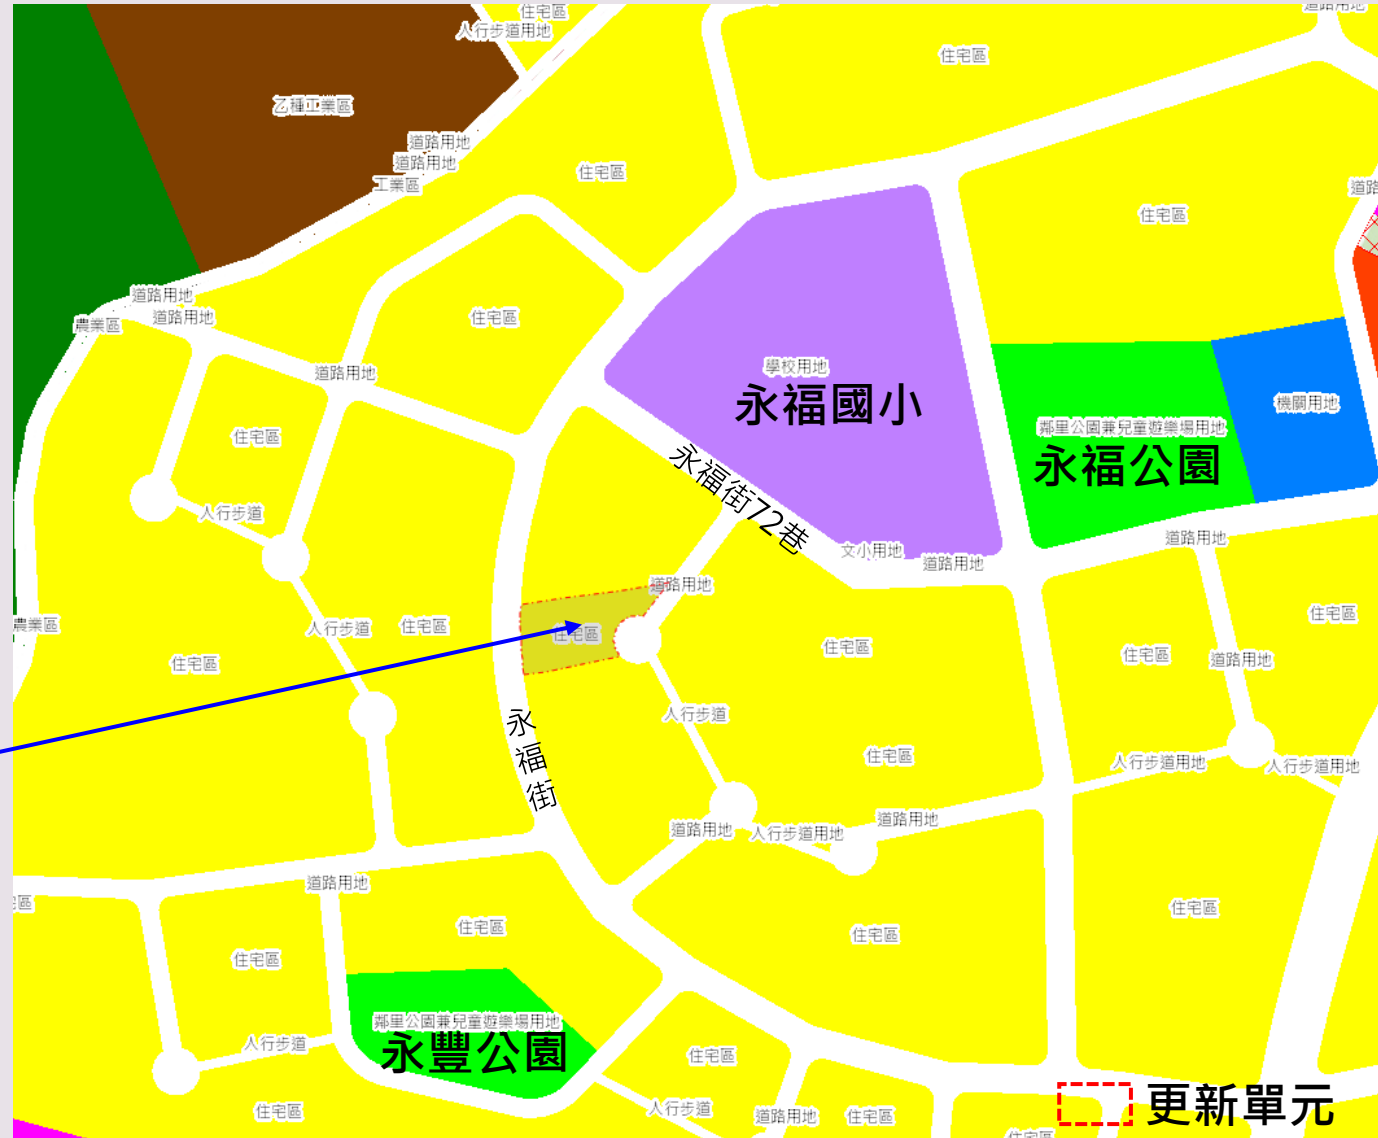 住宅區
道路用地
人行步道用地
住宅區
乙種工業區
道路用地
道路用地
住宅區
工業區
道路
住宅區
道路用地
農業區
道路用地
住宅區
道路用地
學校用地
永福國小
機關用地
鄰里公園兼兒童遊樂場用地
永福公園
住宅區
永福街72巷
人行步道
文小用地
道路用地
道路用地
道路用地
住宅區
農業區
人行步道
住宅區
住宅區
住宅區
住宅區
住宅區
道路用地
人行步道
永福街
住宅區
人行步道用地
人行步道用地
道路用地
人行步道用地
道路用地
道路用地
區
住宅區
住宅區
住宅區
住宅區
鄰里公園兼兒童遊樂場用地
永豐公園
人行步道
住宅區
住宅區
人行步道
道路用地
住宅區
更新單元
住宅區